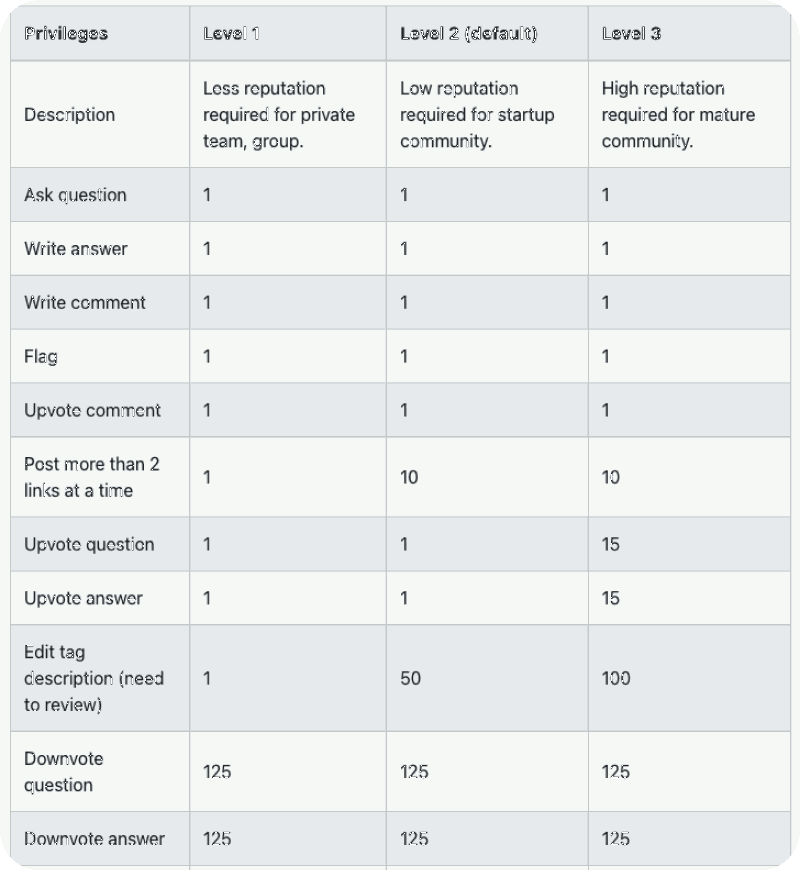 Privileges Level 1 Level 2 (default) Level 3
Description
Less reputation
required for private
team, group.
Low reputation
required for startup
community.
High reputation
required for mature
community.
Ask question 1 1 1
Write answer 1 1 1
Write comment 1 1 1
Flag 1 1 1
Upvote comment 1 1 1
Post more than 2
links at a time
1 10 10
Upvote question 1 1 15
Upvote answer 1 1 15
Edit tag
description (need
to review)
1 50 100
Downvote
question
125 125 125
Downvote answer 125 125 125